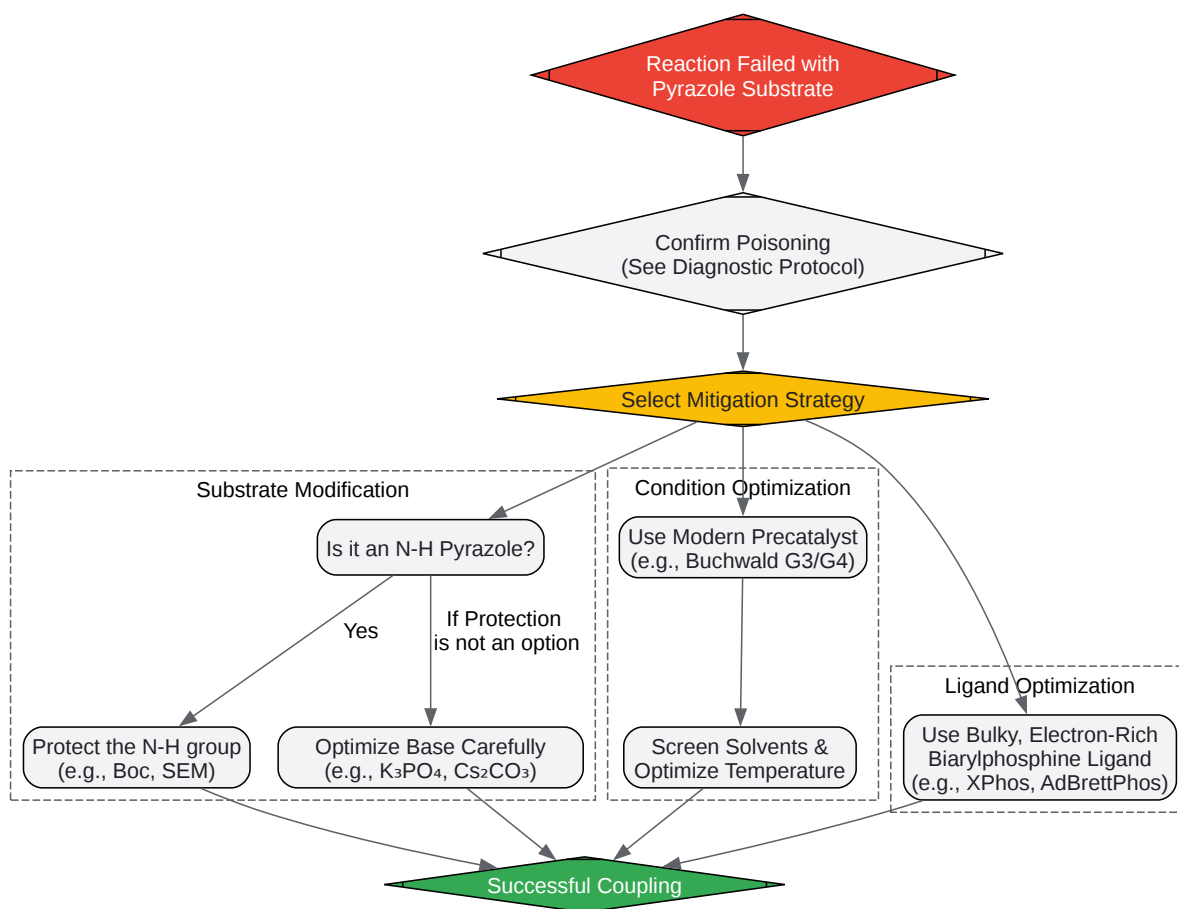 Reaction Failed with
Pyrazole Substrate
Confirm Poisoning
(See Diagnostic Protocol)
Select Mitigation Strategy
Substrate Modification
Is it an N-H Pyrazole?
Yes
If Protection
is not an option
Protect the N-H group
(e.g., Boc, SEM)
Optimize Base Carefully
(e.g., K₃PO₄, Cs₂CO₃)
Condition Optimization
Use Modern Precatalyst
(e.g., Buchwald G3/G4)
Screen Solvents &
Optimize Temperature
Ligand Optimization
Use Bulky, Electron-Rich
Biarylphosphine Ligand
(e.g., XPhos, AdBrettPhos)
Successful Coupling